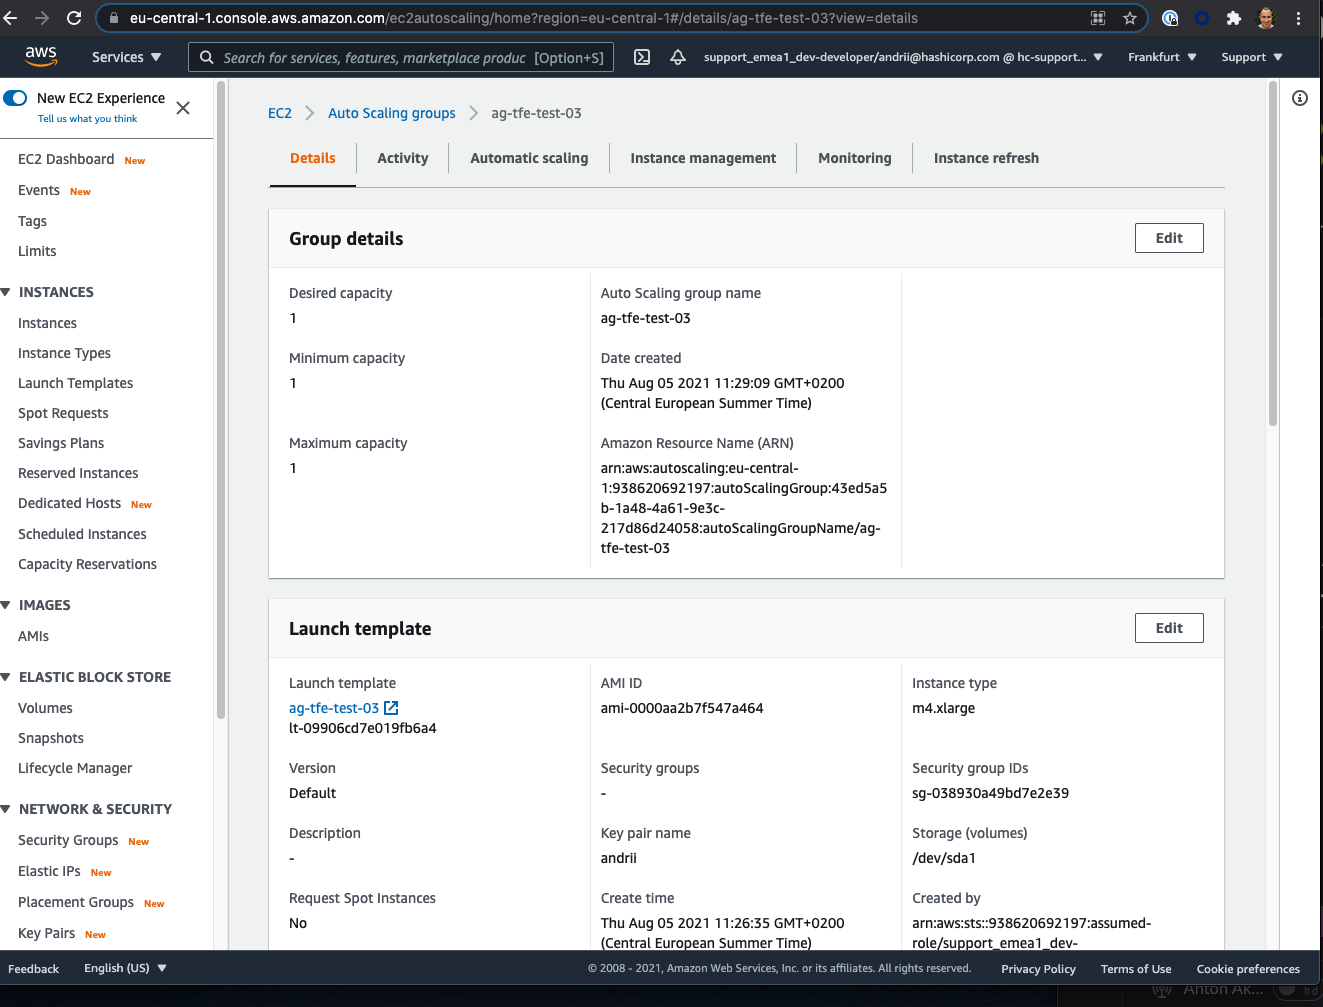 eu-central-1.console.aws.amazon.com/ec2autoscaling/home?region=eu-central-1#/details/ag-tfe-test-03?view=details
aws
Services
Search for services, features, marketplace produc [Option+S]
support_emea1_dev-developer/andrii@hashicorp.com @ hc-support...
Frankfurt
Support
New EC2 Experience
Tell us what you think
EC2 Dashboard New
Events New
Tags
Limits
INSTANCES
Instances
Instance Types
Launch Templates
Spot Requests
Savings Plans
Reserved Instances
Dedicated Hosts New
Scheduled Instances
Capacity Reservations
IMAGES
AMIs
ELASTIC BLOCK STORE
Volumes
Snapshots
Lifecycle Manager
NETWORK & SECURITY
Security Groups New
Elastic IPs New
Placement Groups New
Key Pairs New
EC2
Auto Scaling groups
ag-tfe-test-03
Details
Activity
Automatic scaling
Instance management
Monitoring
Instance refresh
Group details
Edit
Desired capacity
1
Minimum capacity
1
Maximum capacity
1
Auto Scaling group name
ag-tfe-test-03
Date created
Thu Aug 05 2021 11:29:09 GMT+0200
(Central European Summer Time)
Amazon Resource Name (ARN)
arn:aws:autoscaling:eu-central-
1:938620692197:autoScalingGroup:43ed5a5
b-1a48-4a61-9e3c-
217d86d24058:autoScalingGroupName/ag-
tfe-test-03
Launch template
Edit
Launch template
ag-tfe-test-03
lt-09906cd7e019fb6a4
Version
Default
Description
-
Request Spot Instances
No
AMI ID
ami-0000aa2b7f547a464
Security groups
-
Key pair name
andrii
Create time
Thu Aug 05 2021 11:26:35 GMT+0200
(Central European Summer Time)
Instance type
m4.xlarge
Security group IDs
sg-038930a49bd7e2e39
Storage (volumes)
/dev/sda1
Created by
arn:aws:sts::938620692197:assumed-
role/support_emea1_dev-
Feedback
English (US)
© 2008 - 2021, Amazon Web Services, Inc. or its affiliates. All rights reserved.
Privacy Policy
Terms of Use
Cookie preferences
Anton Ak...